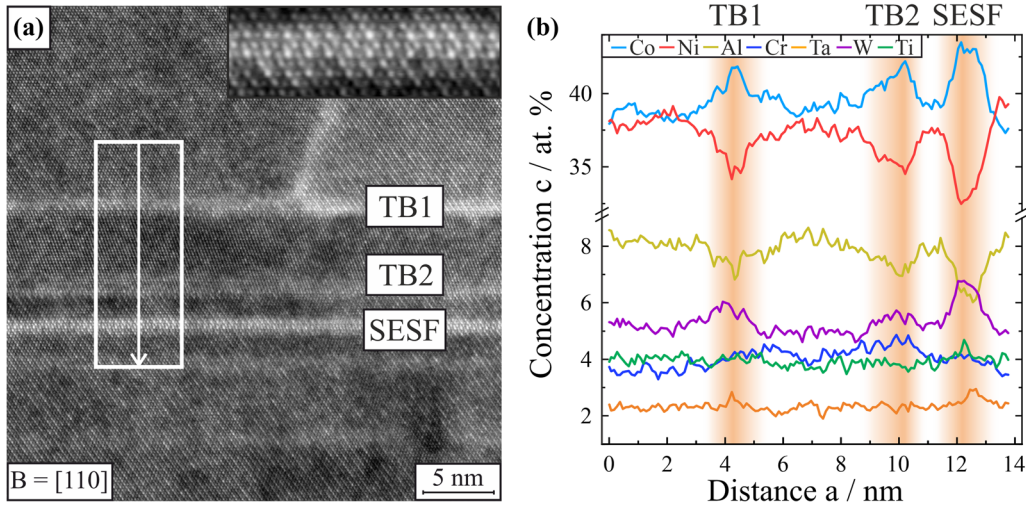 (a)
TB1
TB2
SESF
B = [110]
5 nm
(b)
TB1 TB2 SESF
Co Ni Al Cr Ta W Ti
Concentration c / at. %
40
35
8
6
4
2
0 2 4 6 8 10 12 14
Distance a / nm